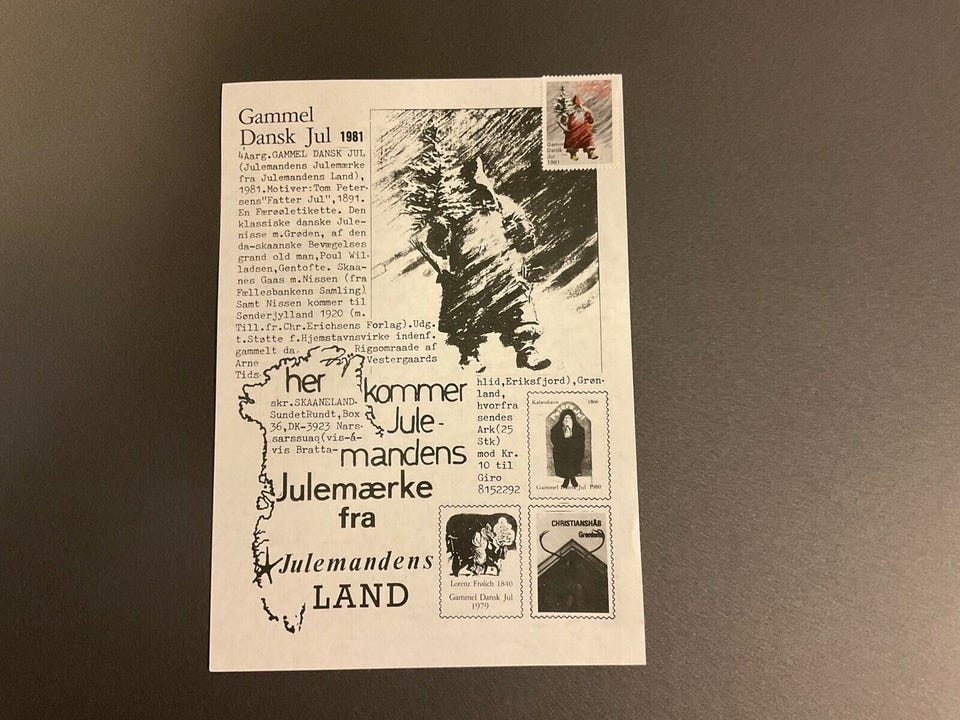 Gammel
Dansk Jul 1981
4Aarg.GAMMEL DANSK JUL
(Julemandens Julemærke
fra Julemandens Land),
1981.Motiver:Tom Peter-
sens"Fatter Jul",1891.
En Færøøletikette. Den
klassiske danske Jule-
nisse m.Grøden, af den
da-skaanske Bevægelses
grand old man,Poul Wil-
ladsen,Gentofte. Skaa-
nes Gaas m.Nissen (fra
Fællesbankens Samling)
Samt Nissen kommer til
Sønderjylland 1920 (m.
Till.fr.Chr.Erichsens Forlag).Udg.
t.Støtte f.Hjemstavnsvirke indenf.
gammelt da. Rigsomraade af
Arne Vestergaards
Tids-
skr.SKAANELAND-
SundetRundt,Box
36,DK-3923 Nars-
sarssuaq(vis-á-
vis Bratta-
hlid,Eriksfjord),Grøn-
land,
hvorfra
sendes
Ark(25
Stk)
mod Kr.
10 til
Giro
8152292
her
kommer
Jule-
mandens
Julemærke
fra
Julemandens
LAND
Gammel
Dansk
Jul
1981
København 1866
Gammel Dansk Jul 1980
Lorenz Frølich 1840
Gammel Dansk Jul
1979
CHRISTIANSHÅB
Grønland